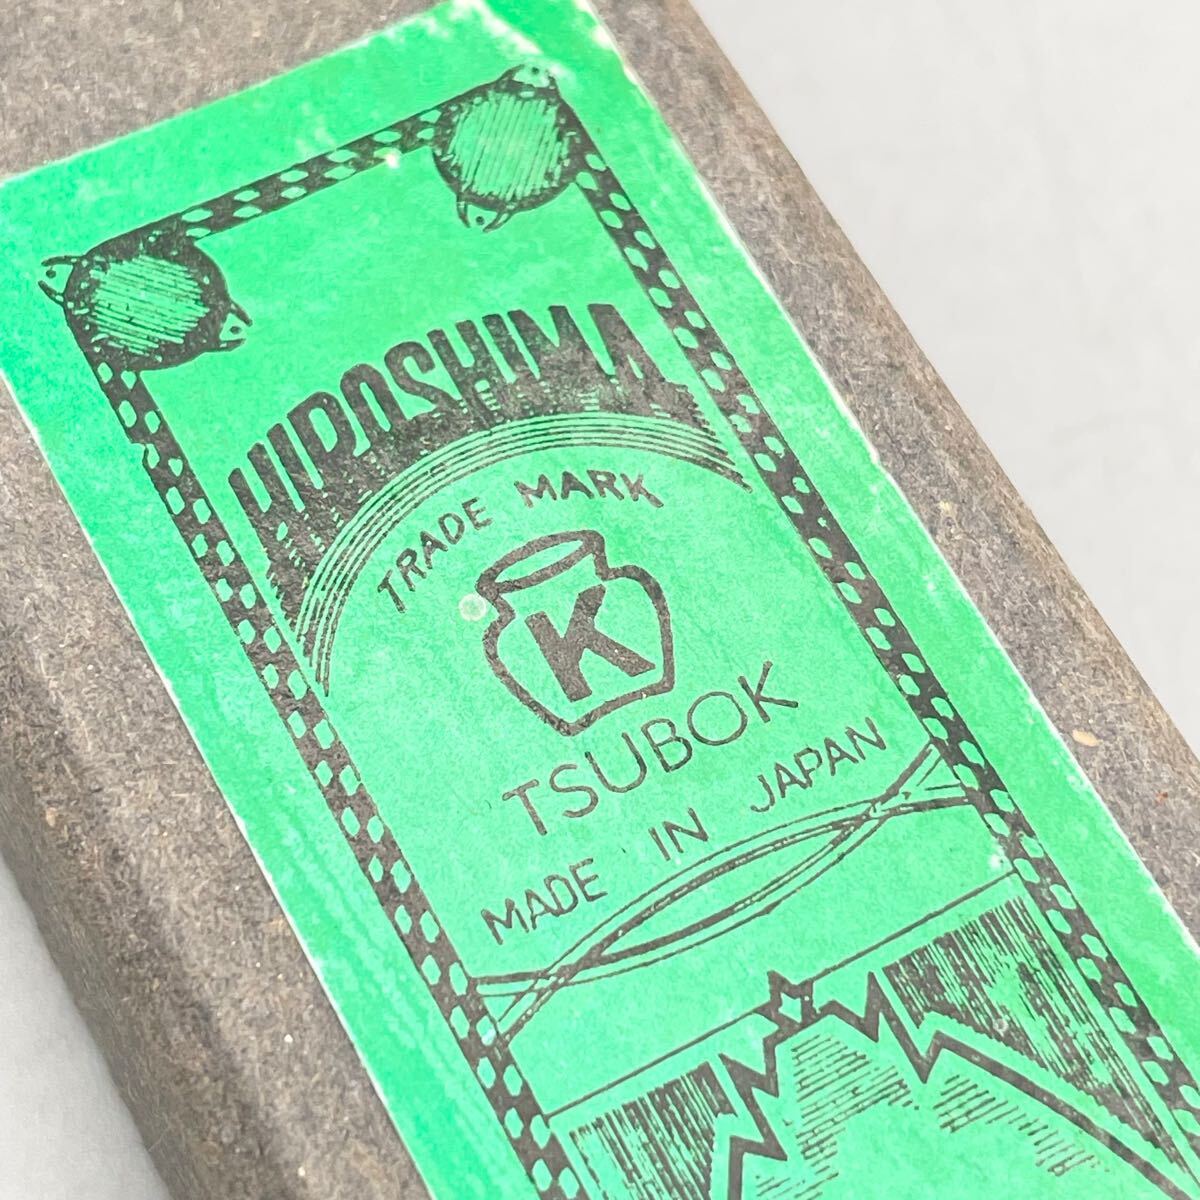 HIROSHIMA
TRADE MARK
K
TSUBOK
MADE IN JAPAN